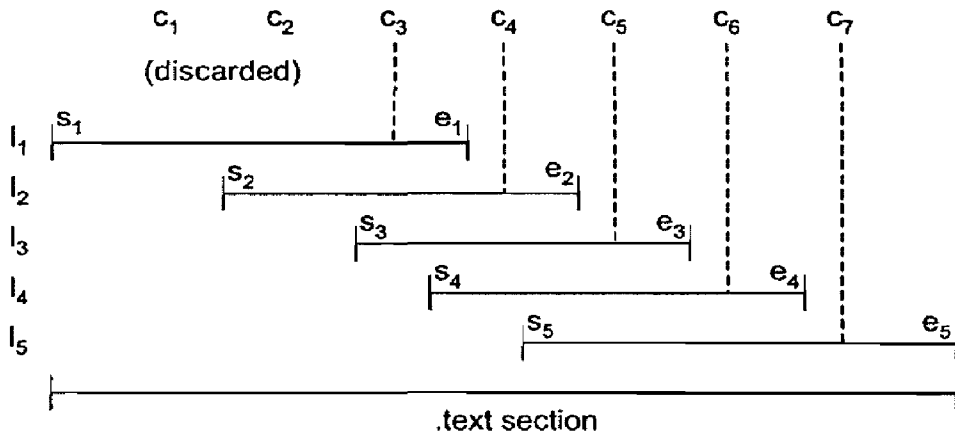 c₁ c₂ c₃ c₄ c₅ c₆ c₇
(discarded)
I₁ s₁ e₁
I₂ s₂ e₂
I₃ s₃ e₃
I₄ s₄ e₄
I₅ s₅ e₅
.text section